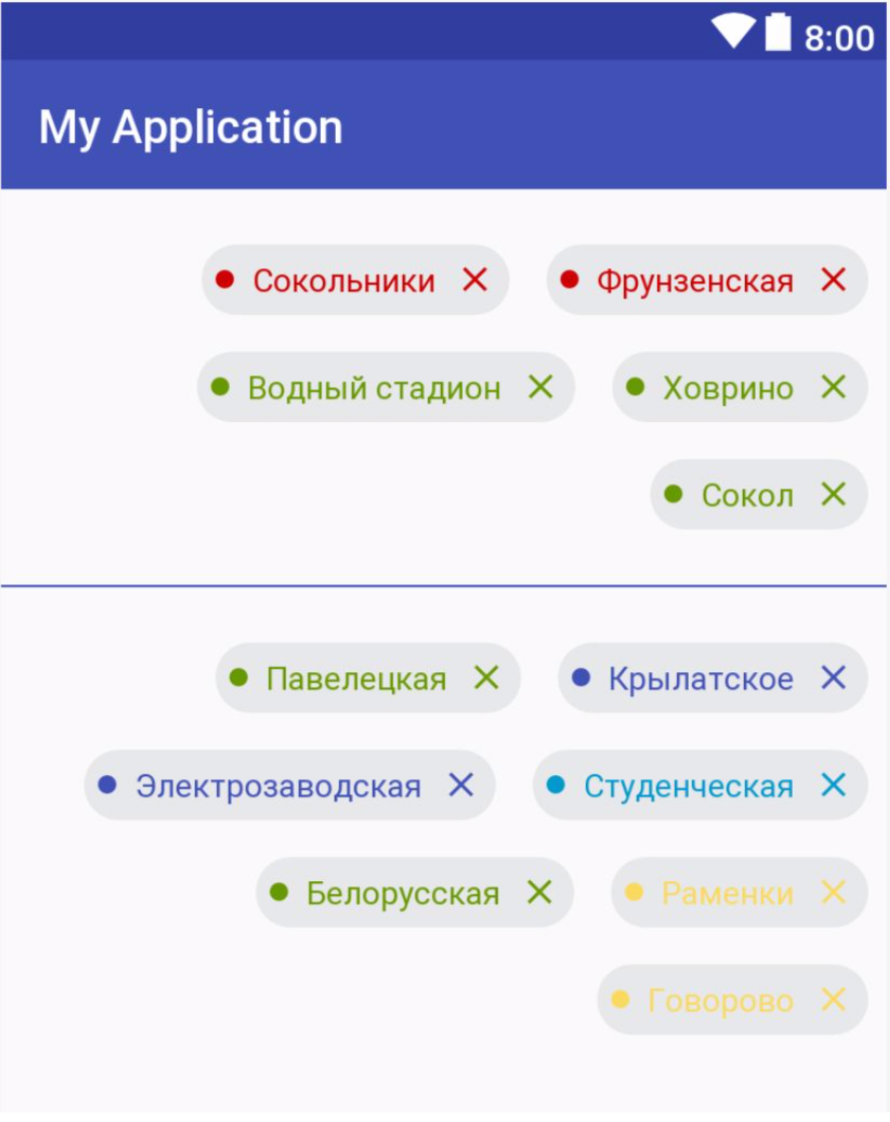 8:00
My Application
Сокольники Фрунзенская
Водный стадион Ховрино
Сокол
Павелецкая Крылатское
Электрозаводская Студенческая
Белорусская Раменки
Говорово